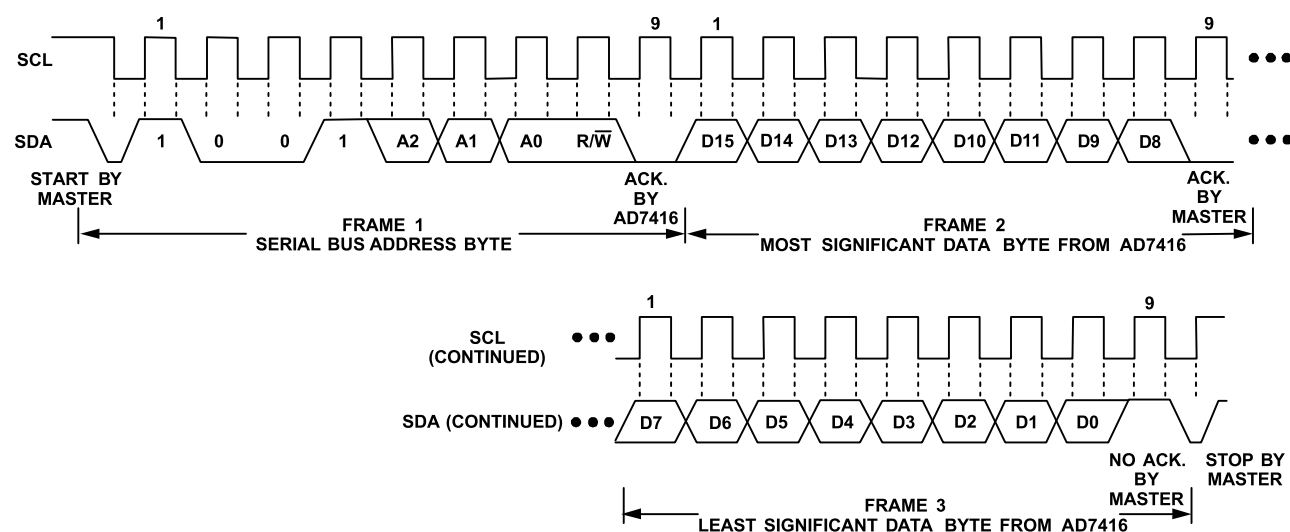 1 9 1 9
SCL
SDA 1 0 0 1 A2 A1 A0 R/W̅ D15 D14 D13 D12 D10 D11 D9 D8
START BY
MASTER
ACK.
BY
AD7416
ACK.
BY
MASTER
FRAME 1
SERIAL BUS ADDRESS BYTE
FRAME 2
MOST SIGNIFICANT DATA BYTE FROM AD7416
1 9
SCL
(CONTINUED)
SDA (CONTINUED) D7 D6 D5 D4 D3 D2 D1 D0
NO ACK.
BY
MASTER
STOP BY
MASTER
FRAME 3
LEAST SIGNIFICANT DATA BYTE FROM AD7416